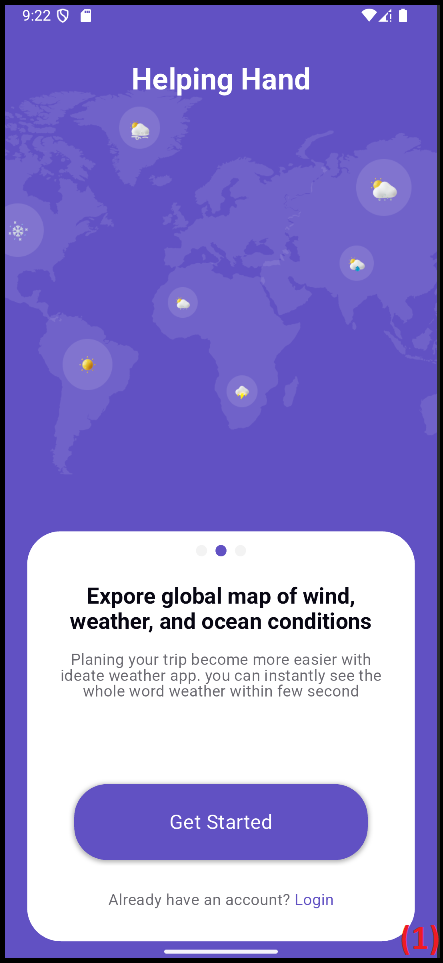 9:22
Helping Hand
Expore global map of wind,
weather, and ocean conditions
Planing your trip become more easier with
ideate weather app. you can instantly see the
whole word weather within few second
Get Started
Already have an account? Login
(1)